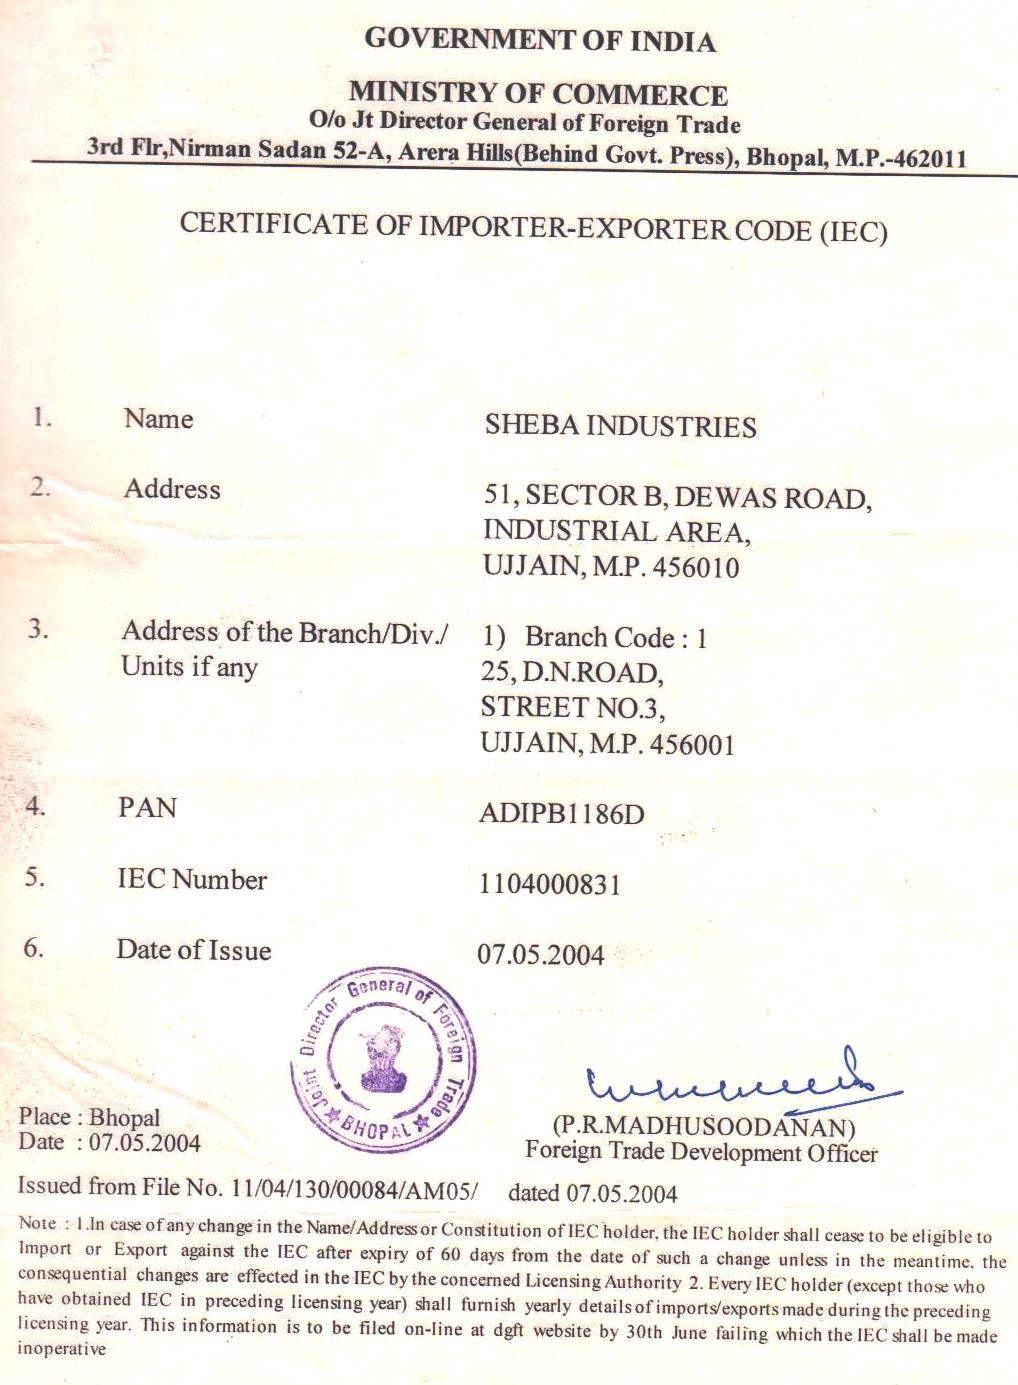 GOVERNMENT OF INDIA
MINISTRY OF COMMERCE
O/o Jt Director General of Foreign Trade
3rd Flr,Nirman Sadan 52-A, Arera Hills(Behind Govt. Press), Bhopal, M.P.-462011
CERTIFICATE OF IMPORTER-EXPORTER CODE (IEC)
1. Name SHEBA INDUSTRIES
2. Address 51, SECTOR B, DEWAS ROAD,
INDUSTRIAL AREA,
UJJAIN, M.P. 456010
3. Address of the Branch/Div./ 1) Branch Code : 1
Units if any 25, D.N.ROAD,
STREET NO.3,
UJJAIN, M.P. 456001
4. PAN ADIPB1186D
5. IEC Number 1104000831
6. Date of Issue 07.05.2004
Joint Director General of Foreign Trade
★ BHOPAL ★
Place : Bhopal
Date : 07.05.2004
(P.R.MADHUSOODANAN)
Foreign Trade Development Officer
Issued from File No. 11/04/130/00084/AM05/ dated 07.05.2004
Note : 1.In case of any change in the Name/Address or Constitution of IEC holder, the IEC holder shall cease to be eligible to
Import or Export against the IEC after expiry of 60 days from the date of such a change unless in the meantime. the
consequential changes are effected in the IEC by the concerned Licensing Authority 2. Every IEC holder (except those who
have obtained IEC in preceding licensing year) shall furnish yearly details of imports/exports made during the preceding
licensing year. This information is to be filed on-line at dgft website by 30th June failing which the IEC shall be made
inoperative